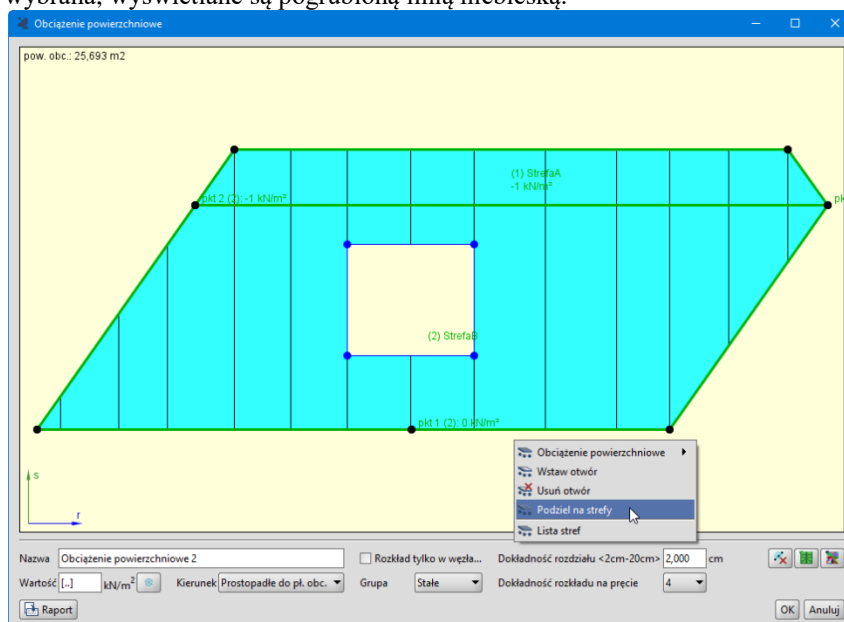 wybrana, wyświetlane są pogrubioną linią niebieską.
Obciążenie powierzchniowe
pow. obc.: 25,693 m2
(1) StrefaA
-1 kN/m²
pkt 2 (2): -1 kN/m²
pk
(2) StrefaB
pkt 1 (2): 0 kN/m²
Obciążenie powierzchniowe
Wstaw otwór
Usuń otwór
Podziel na strefy
Lista stref
s
r
Nazwa Obciążenie powierzchniowe 2 Rozkład tylko w węzła... Dokładność rozdziału <2cm-20cm> 2,000 cm
Wartość [..] kN/m² Kierunek Prostopadłe do pł. obc. Grupa Stałe Dokładność rozkładu na pręcie 4
Raport OK Anuluj